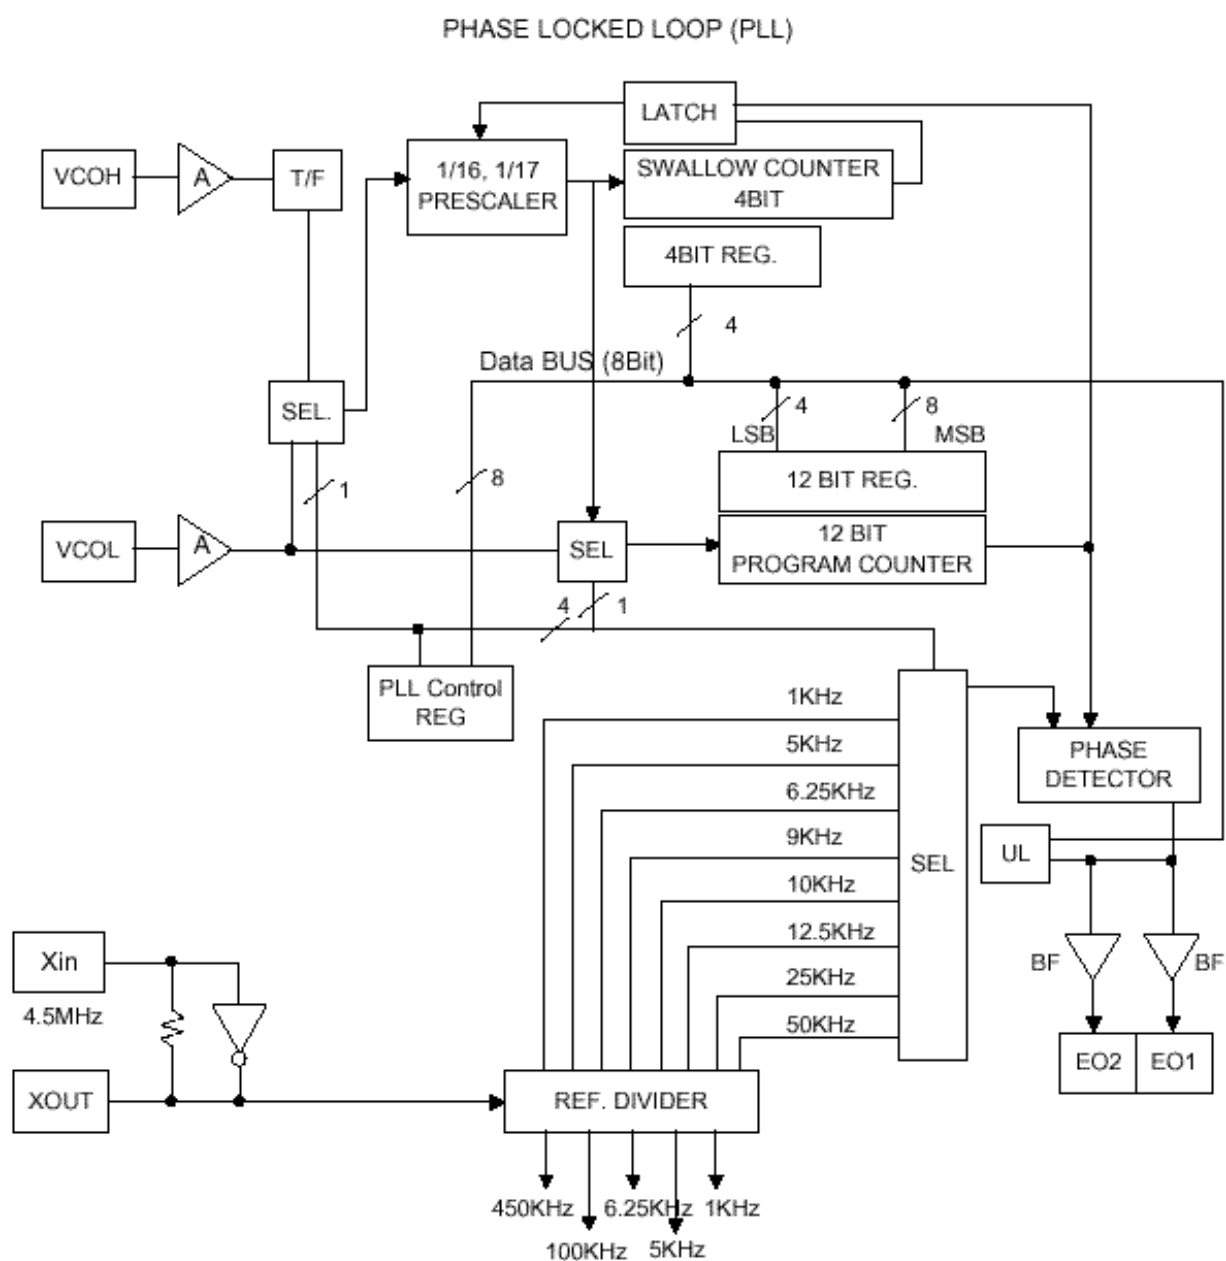 PHASE LOCKED LOOP (PLL)
LATCH
VCOH
A
T/F
1/16, 1/17
PRESCALER
SWALLOW COUNTER
4BIT
4BIT REG.
4
Data BUS (8Bit)
SEL.
4
8
LSB
MSB
1
8
12 BIT REG.
VCOL
A
SEL
12 BIT
PROGRAM COUNTER
4
1
PLL Control
REG
1KHz
5KHz
6.25KHz
9KHz
10KHz
12.5KHz
25KHz
50KHz
SEL
PHASE
DETECTOR
UL
BF
BF
EO2
EO1
Xin
4.5MHz
XOUT
REF. DIVIDER
450KHz
6.25KHz
1KHz
100KHz
5KHz